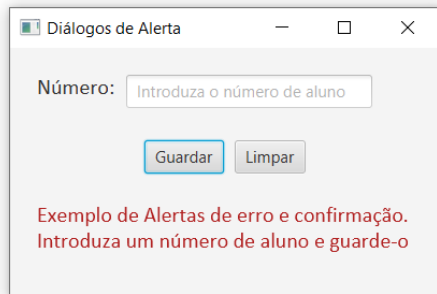 Diálogos de Alerta
Número: Introduza o número de aluno
Guardar Limpar
Exemplo de Alertas de erro e confirmação.
Introduza um número de aluno e guarde-o